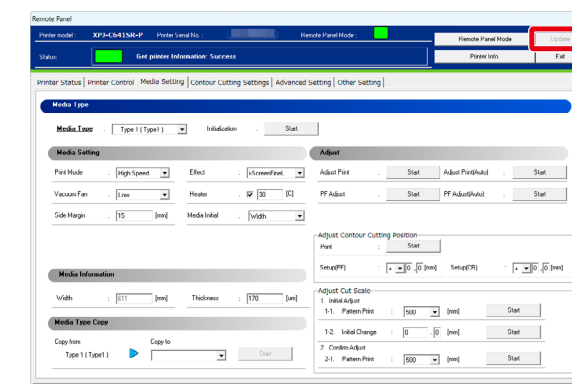 Remote Panel
Printer model : XPJ-C641SR-P Printer Serial No. : Remote Panel Mode : Remote Panel Mode Update
Status: Get printer Information: Success Printer Info. Exit
Printer Status Printer Control Media Setting Contour Cutting Settings Advanced Setting Other Setting
Media Type
Media Type : Type 1 ( Type1 ) Initialization : Start
Media Setting Adjust
Print Mode : High Speed Effect : i-ScreenFineL Adjust Print : Start Adjust Print(Auto) : Start
Vacuum Fan : Low Heater : 30 [C] PF Adjust : Start PF Adjust(Auto) : Start
Side Margin : 15 [mm] Media Initial : Width
Adjust Contour Cutting Position
Print : Start
Setup(PF) : + 0 . 0 [mm] Setup(CR) : + 0 . 0 [mm]
Media Information
Width : 611 [mm] Thickness : 170 [um]
Adjust Cut Scale
1. Initial Adjust
1-1. Pattern Print : 500 [mm] Start
1-2. Initial Change : 0 . 0 [mm] Start
2. Confirm Adjust
2-1. Pattern Print : 500 [mm] Start
Media Type Copy
Copy from Copy to
Type 1 ( Type1 ) Start